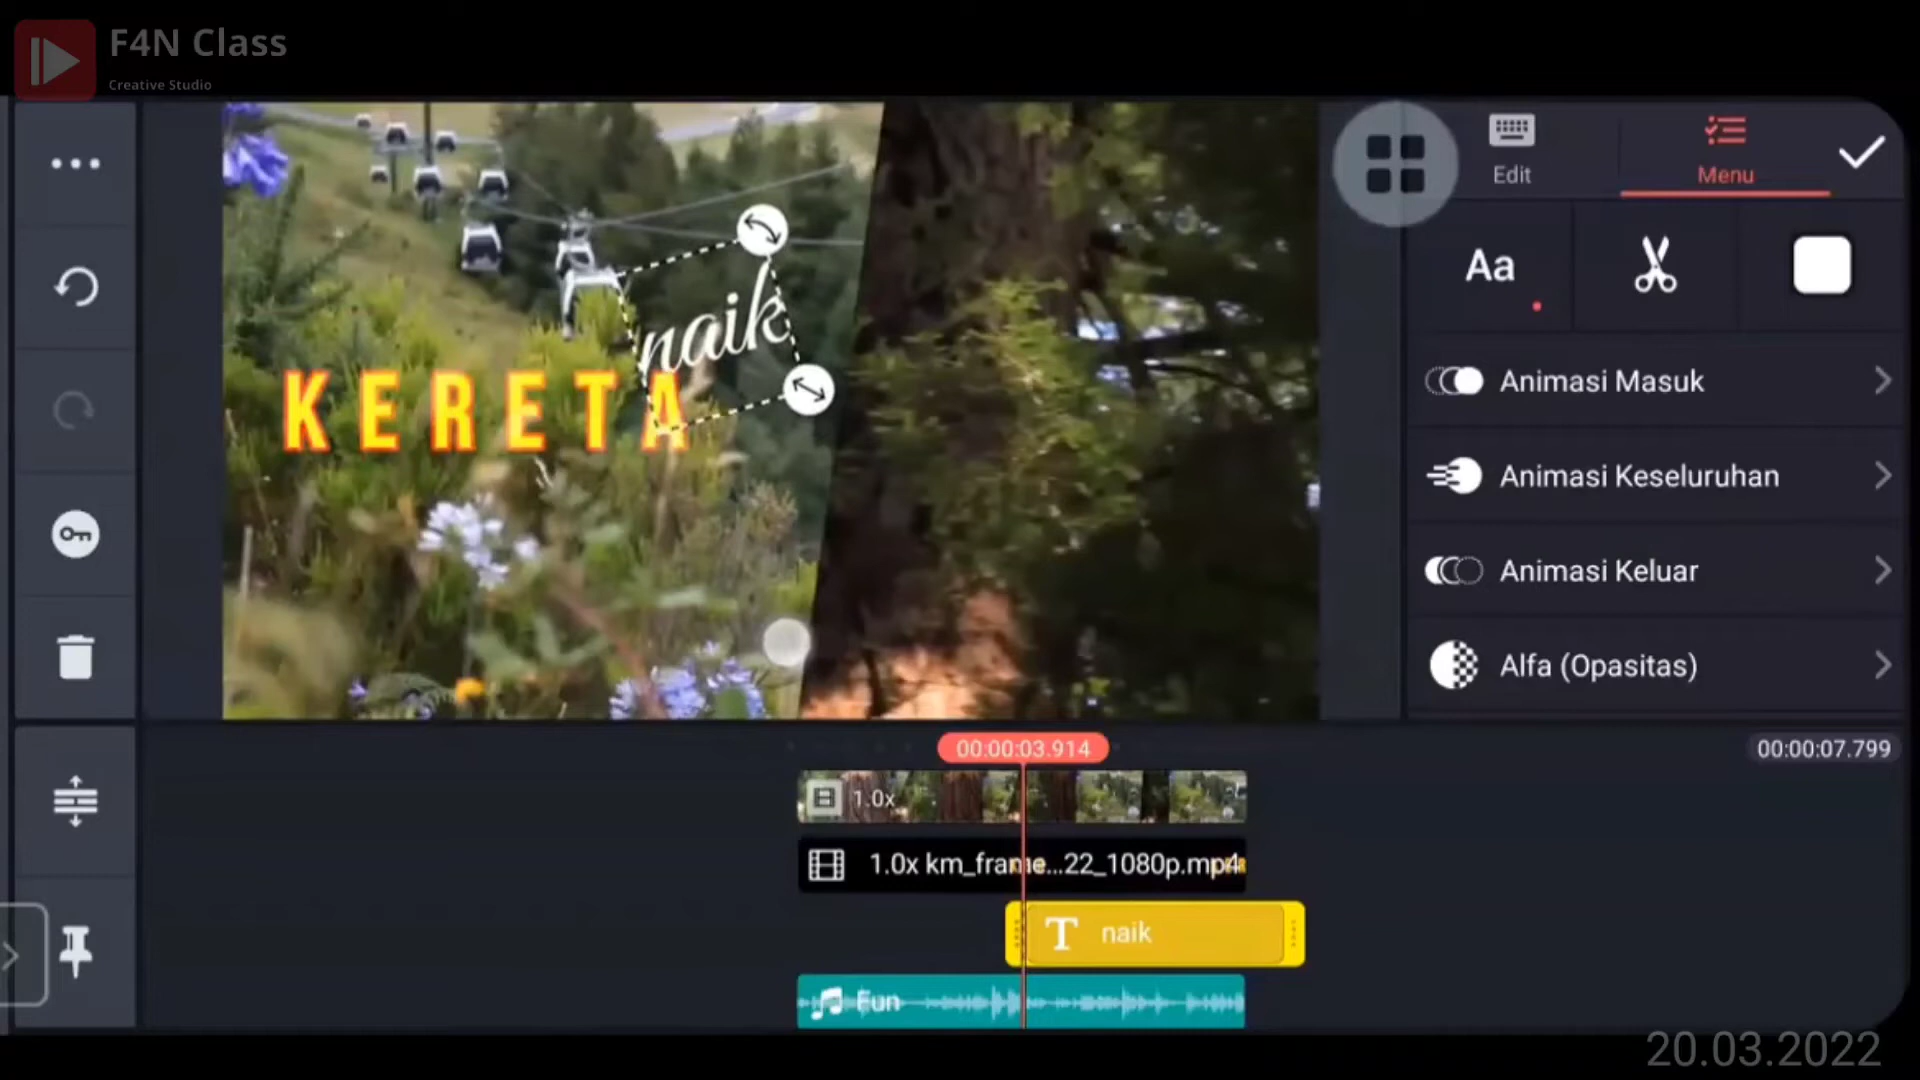 F4N Class
Creative Studio
Edit
Menu
Aa
naik
KERETA
Animasi Masuk
Animasi Keseluruhan
Animasi Keluar
Alfa (Opasitas)
00:00:03.914
00:00:07.799
1.0x
1.0x km_frame...22_1080p.mp4
T naik
Fun
20.03.2022